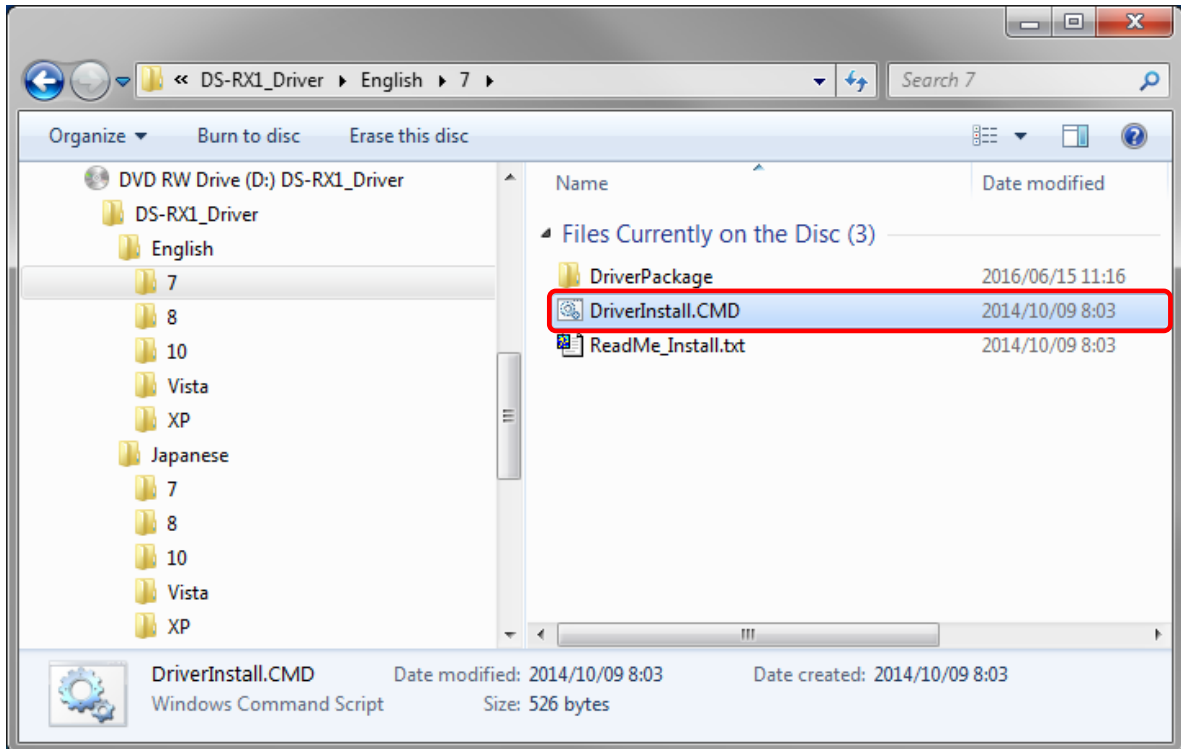 « DS-RX1_Driver English 7
Search 7
Organize Burn to disc Erase this disc
DVD RW Drive (D:) DS-RX1_Driver
DS-RX1_Driver
English
7
8
10
Vista
XP
Japanese
7
8
10
Vista
XP
Name Date modified
Files Currently on the Disc (3)
DriverPackage 2016/06/15 11:16
DriverInstall.CMD 2014/10/09 8:03
ReadMe_Install.txt 2014/10/09 8:03
DriverInstall.CMD Date modified: 2014/10/09 8:03 Date created: 2014/10/09 8:03
Windows Command Script Size: 526 bytes